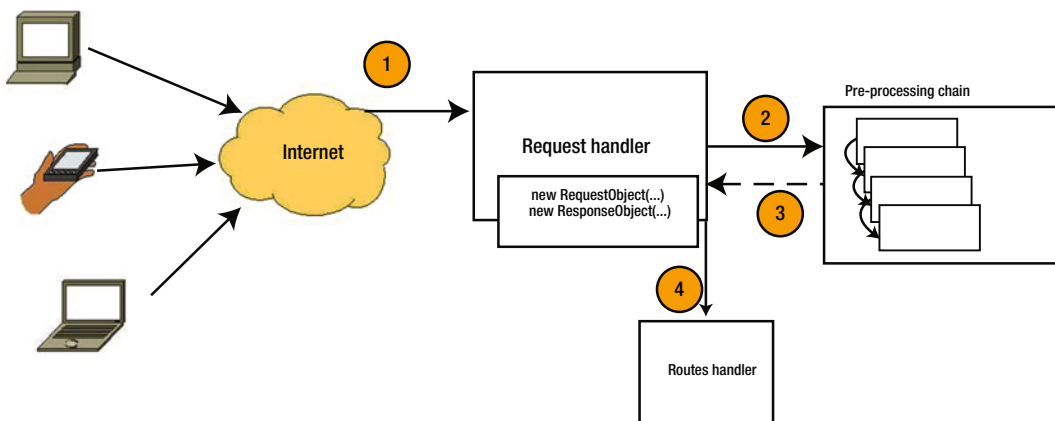 1
Pre-processing chain
2
Internet
Request handler
new RequestObject(...)
new ResponseObject(...)
3
4
Routes handler